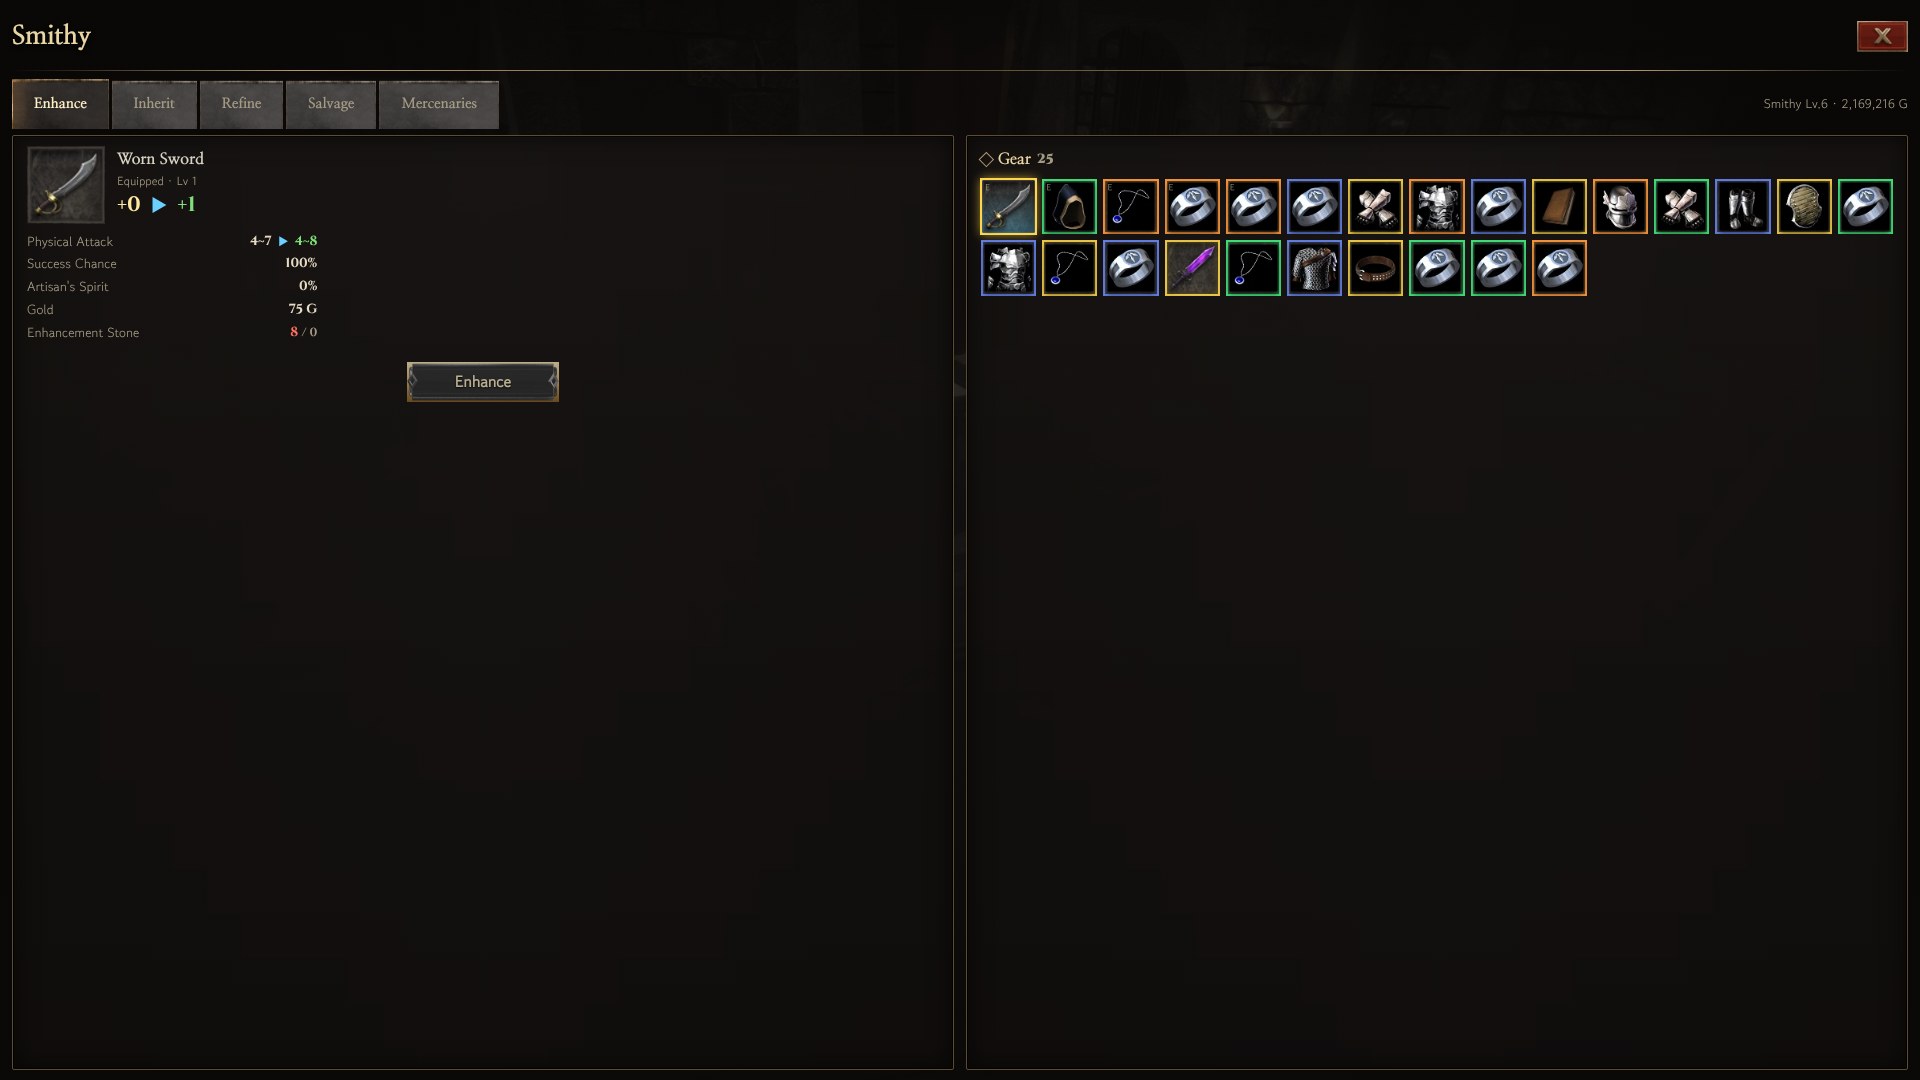 Smithy
Enhance
Inherit
Refine
Salvage
Mercenaries
Smithy Lv.6 · 2,169,216 G
Worn Sword
Equipped · Lv 1
+0 ▶ +1
Physical Attack 4~7 ▶ 4~8
Success Chance 100%
Artisan's Spirit 0%
Gold 75 G
Enhancement Stone 8 / 0
Enhance
Gear 25
E
E
E
E
E